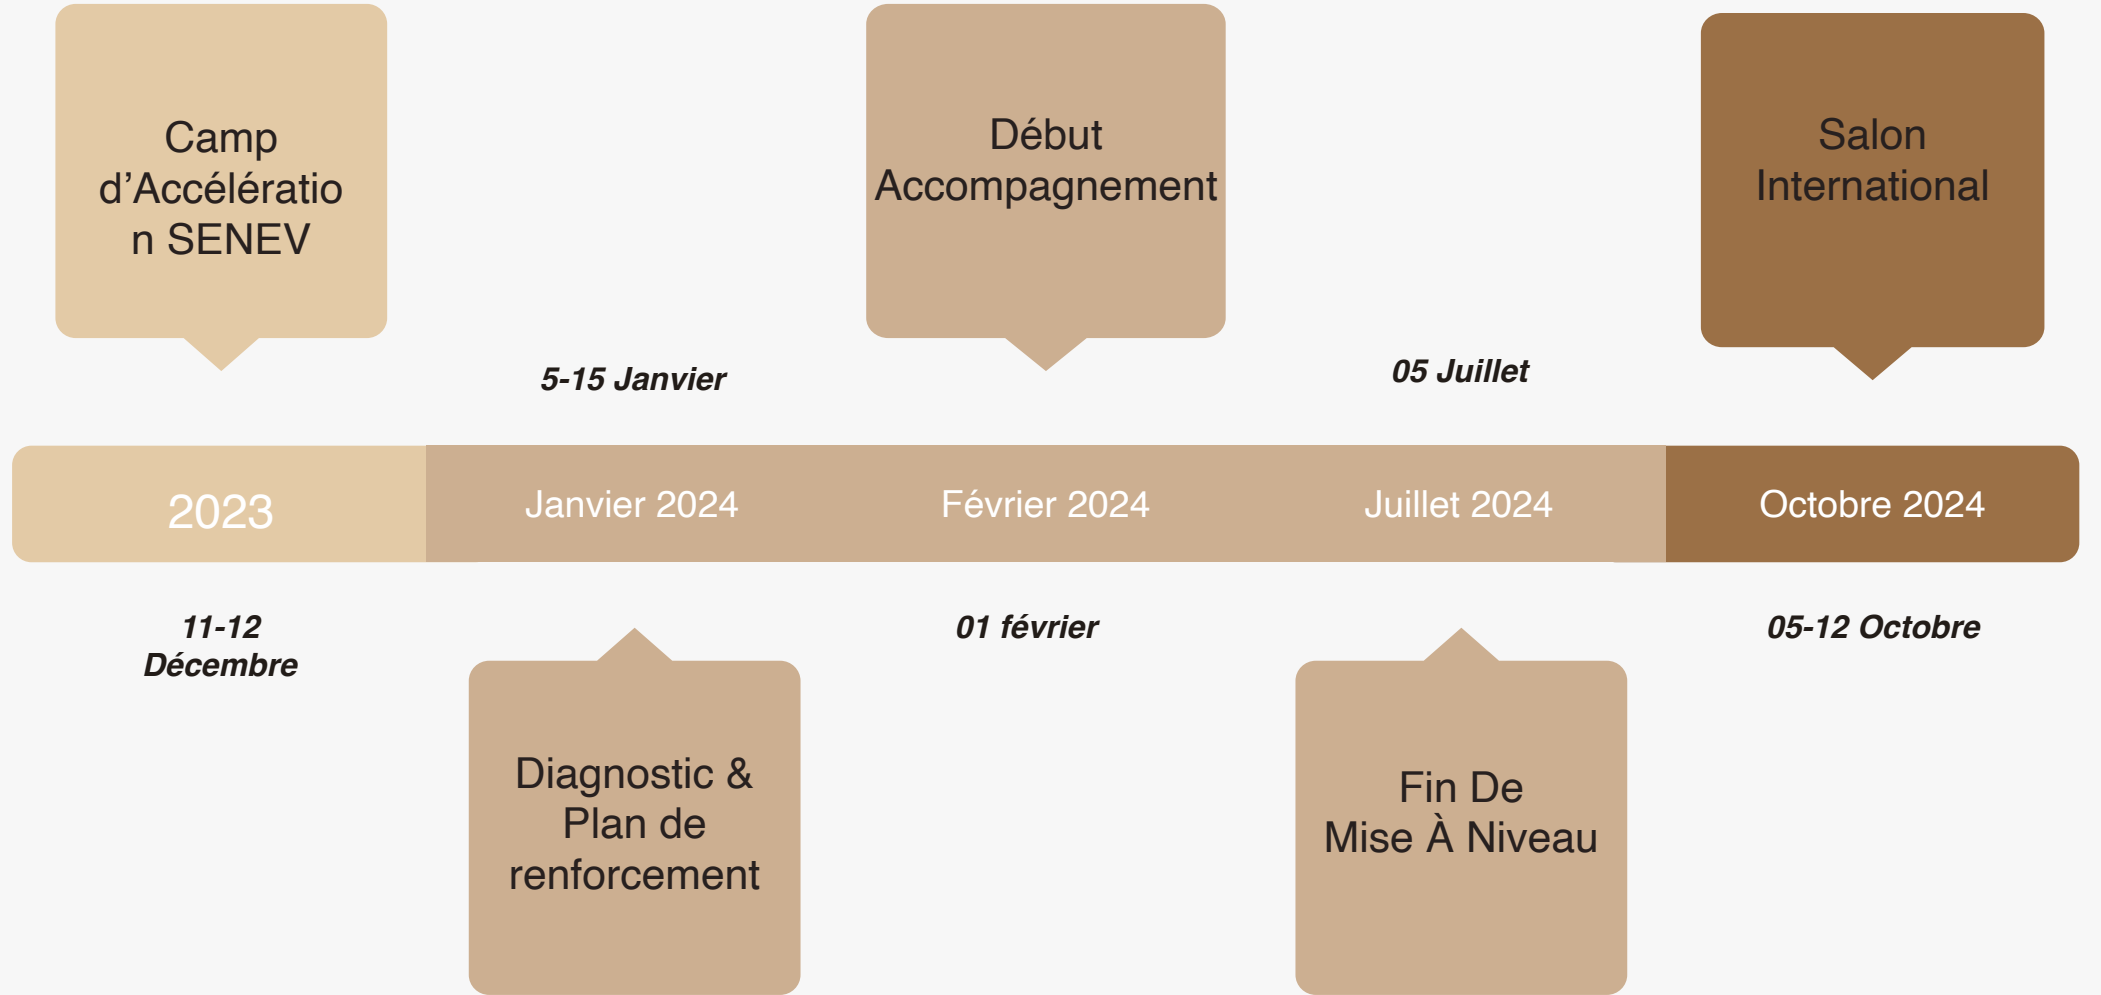 Camp
d’Accélératio
n SENEV
Début
Accompagnement
Salon
International
5-15 Janvier
05 Juillet
2023
Janvier 2024
Février 2024
Juillet 2024
Octobre 2024
11-12
Décembre
01 février
05-12 Octobre
Diagnostic &
Plan de
renforcement
Fin De
Mise À Niveau